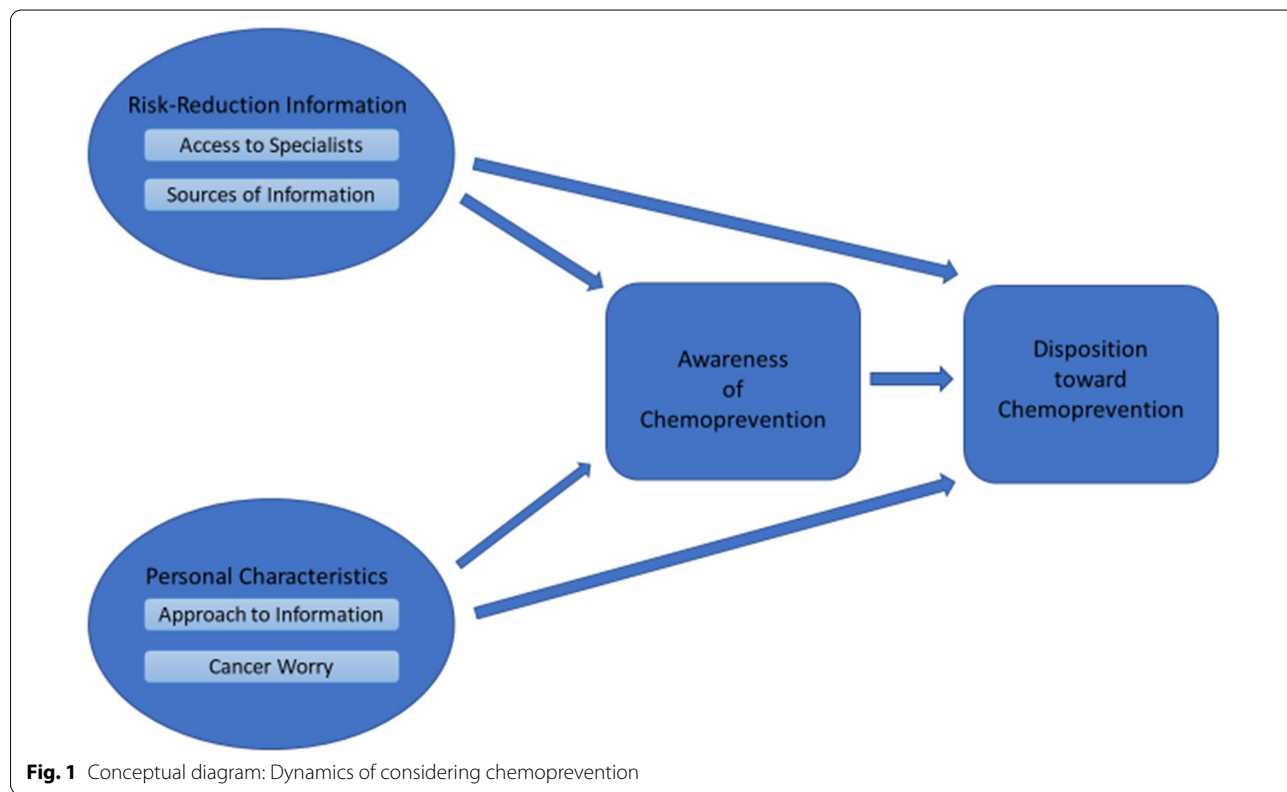 Risk-Reduction Information
Access to Specialists
Sources of Information
Awareness
of
Chemoprevention
Disposition
toward
Chemoprevention
Personal Characteristics
Approach to Information
Cancer Worry
Fig. 1 Conceptual diagram: Dynamics of considering chemoprevention